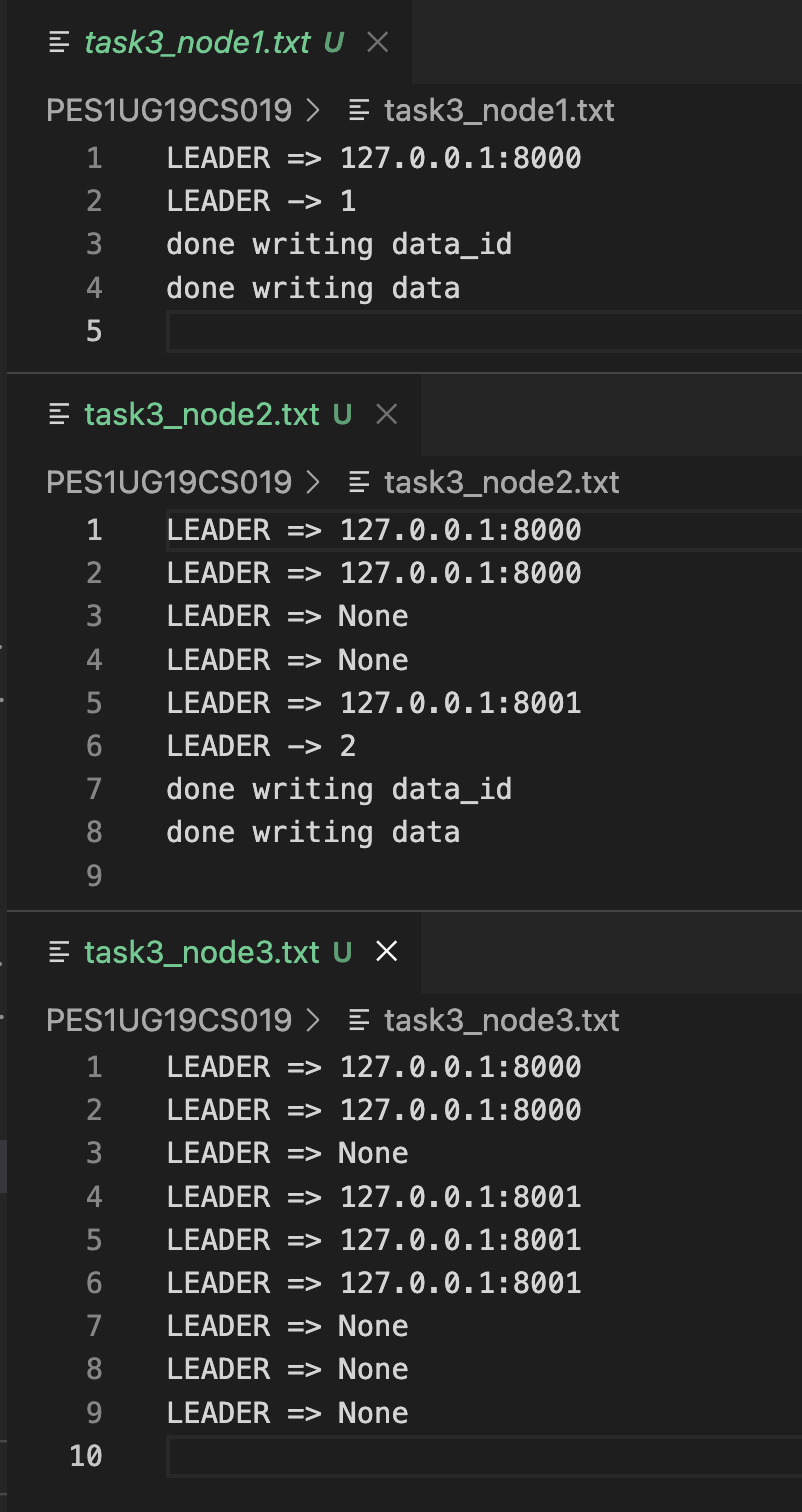 task3_node1.txt U
PES1UG19CS019 > task3_node1.txt
1 LEADER => 127.0.0.1:8000
2 LEADER -> 1
3 done writing data_id
4 done writing data
5
task3_node2.txt U
PES1UG19CS019 > task3_node2.txt
1 LEADER => 127.0.0.1:8000
2 LEADER => 127.0.0.1:8000
3 LEADER => None
4 LEADER => None
5 LEADER => 127.0.0.1:8001
6 LEADER -> 2
7 done writing data_id
8 done writing data
9
task3_node3.txt U
PES1UG19CS019 > task3_node3.txt
1 LEADER => 127.0.0.1:8000
2 LEADER => 127.0.0.1:8000
3 LEADER => None
4 LEADER => 127.0.0.1:8001
5 LEADER => 127.0.0.1:8001
6 LEADER => 127.0.0.1:8001
7 LEADER => None
8 LEADER => None
9 LEADER => None
10